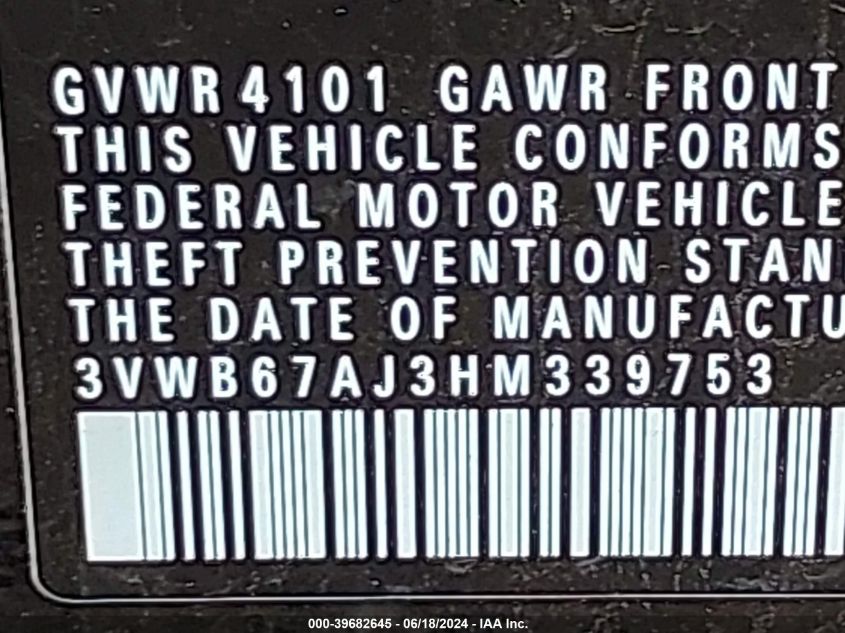 GVWR 4101 GAWR FRONT
THIS VEHICLE CONFORMS
FEDERAL MOTOR VEHICLE
THEFT PREVENTION STAN
THE DATE OF MANUFACTU
3VWB67AJ3HM339753
000-39682645 - 06/18/2024 - IAA Inc.